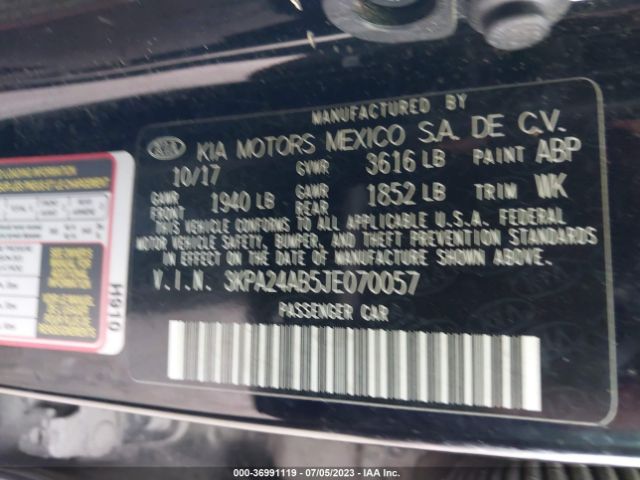 MANUFACTURED BY
KIA KIA MOTORS MEXICO S.A. DE C.V.
10/17 GVWR 3616 LB PAINT ABP
GAWR FRONT 1940 LB GAWR REAR 1852 LB TRIM WK
THIS VEHICLE CONFORMS TO ALL APPLICABLE U.S.A. FEDERAL
MOTOR VEHICLE SAFETY, BUMPER, AND THEFT PREVENTION STANDARDS
IN EFFECT ON THE DATE OF MANUFACTURE SHOWN ABOVE.
V.I.N. 3KPA24AB5JE070057
PASSENGER CAR
H910
000-36991119 - 07/05/2023 - IAA Inc.